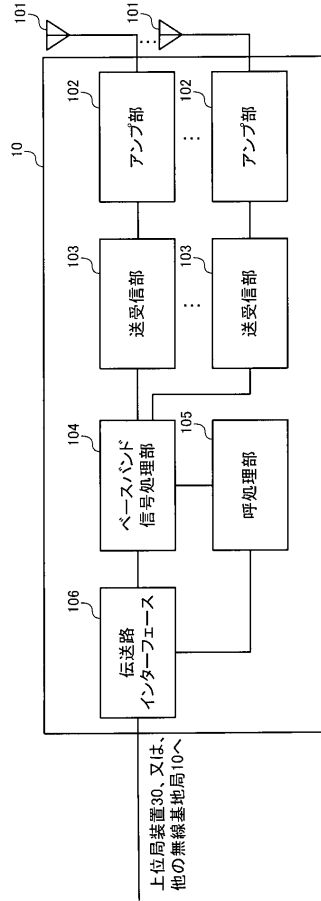 10
101
101
102
アンプ部
102
アンプ部
103
送受信部
103
送受信部
104
ベースバンド
信号処理部
105
呼処理部
106
伝送路
インターフェース
上位局装置30、又は、
他の無線基地局10へ